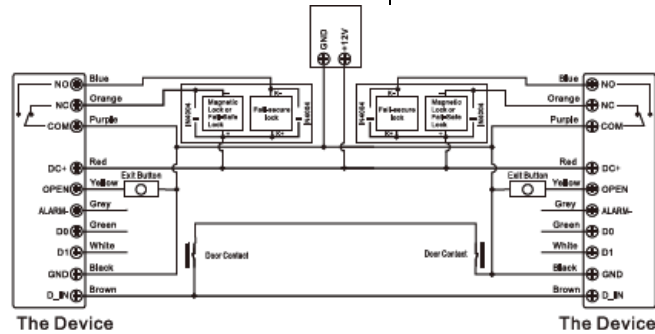 GND
+12V
NO
Blue
NC
Orange
COM
Purple
DC+
Red
OPEN
Yellow
Exit Button
ALARM-
Grey
D0
Green
D1
White
GND
Black
D_IN
Brown
The Device
IN4004
Magnetic
Lock or
Fail-Safe
Lock
K-
K+
Fail-secure
lock
K-
K+
IN4004
IN4004
Fail-secure
lock
K-
K+
Magnetic
Lock or
Fail-Safe
Lock
K-
K+
IN4004
Door Contact
Door Contact
Blue
NO
Orange
NC
Purple
COM
Red
DC+
Exit Button
Yellow
OPEN
Grey
ALARM-
Green
D0
White
D1
Black
GND
Brown
D_IN
The Device